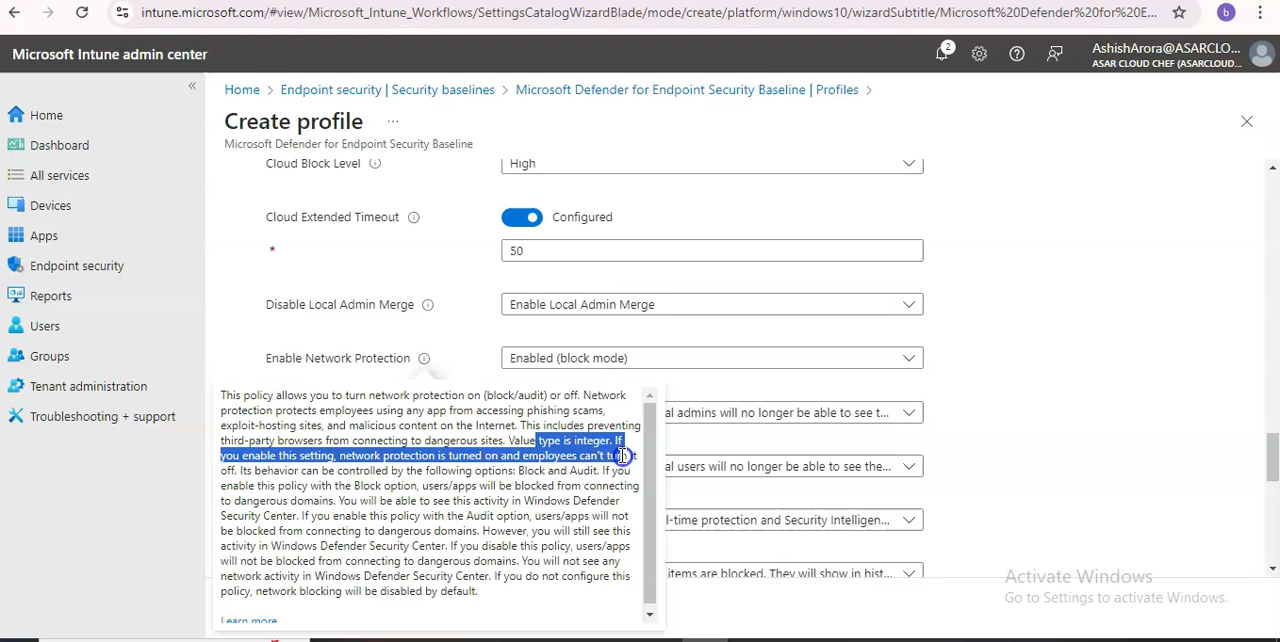 intune.microsoft.com/#view/Microsoft_Intune_Workflows/SettingsCatalogWizardBlade/mode/create/platform/windows10/wizardSubtitle/Microsoft%20Defender%20for%20E...
b
Microsoft Intune admin center
2
AshishArora@ASARCLO...
ASAR CLOUD CHEF (ASARCLOUD...
Home
Dashboard
All services
Devices
Apps
Endpoint security
Reports
Users
Groups
Tenant administration
Troubleshooting + support
Home > Endpoint security | Security baselines > Microsoft Defender for Endpoint Security Baseline | Profiles >
Create profile ...
Microsoft Defender for Endpoint Security Baseline
Cloud Block Level
High
Cloud Extended Timeout
Configured
*
50
Disable Local Admin Merge
Enable Local Admin Merge
Enable Network Protection
Enabled (block mode)
This policy allows you to turn network protection on (block/audit) or off. Network
protection protects employees using any app from accessing phishing scams,
exploit-hosting sites, and malicious content on the Internet. This includes preventing
third-party browsers from connecting to dangerous sites. Value type is integer. If
you enable this setting, network protection is turned on and employees can't
off. Its behavior can be controlled by the following options: Block and Audit. If you
enable this policy with the Block option, users/apps will be blocked from connecting
to dangerous domains. You will be able to see this activity in Windows Defender
Security Center. If you enable this policy with the Audit option, users/apps will not
be blocked from connecting to dangerous domains. However, you will still see this
activity in Windows Defender Security Center. If you disable this policy, users/apps
will not be blocked from connecting to dangerous domains. You will not see any
network activity in Windows Defender Security Center. If you do not configure this
policy, network blocking will be disabled by default.
Learn more
al admins will no longer be able to see t...
al users will no longer be able to see the...
l-time protection and Security Intelligen...
items are blocked. They will show in hist...
Activate Windows
Go to Settings to activate Windows.